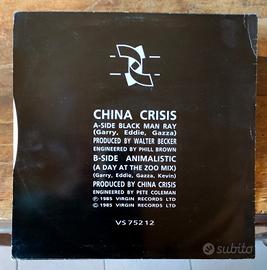 CHINA CRISIS
A-SIDE BLACK MAN RAY
(Garry, Eddie, Gazza)
PRODUCED BY WALTER BECKER
ENGINEERED BY PHILL BROWN
B-SIDE ANIMALISTIC
(A DAY AT THE ZOO MIX)
(Garry, Eddie, Gazza, Kevin)
PRODUCED BY CHINA CRISIS
ENGINEERED BY PETE COLEMAN
℗ 1985 VIRGIN RECORDS LTD
© 1985 VIRGIN RECORDS LTD
VS 752 12
subito